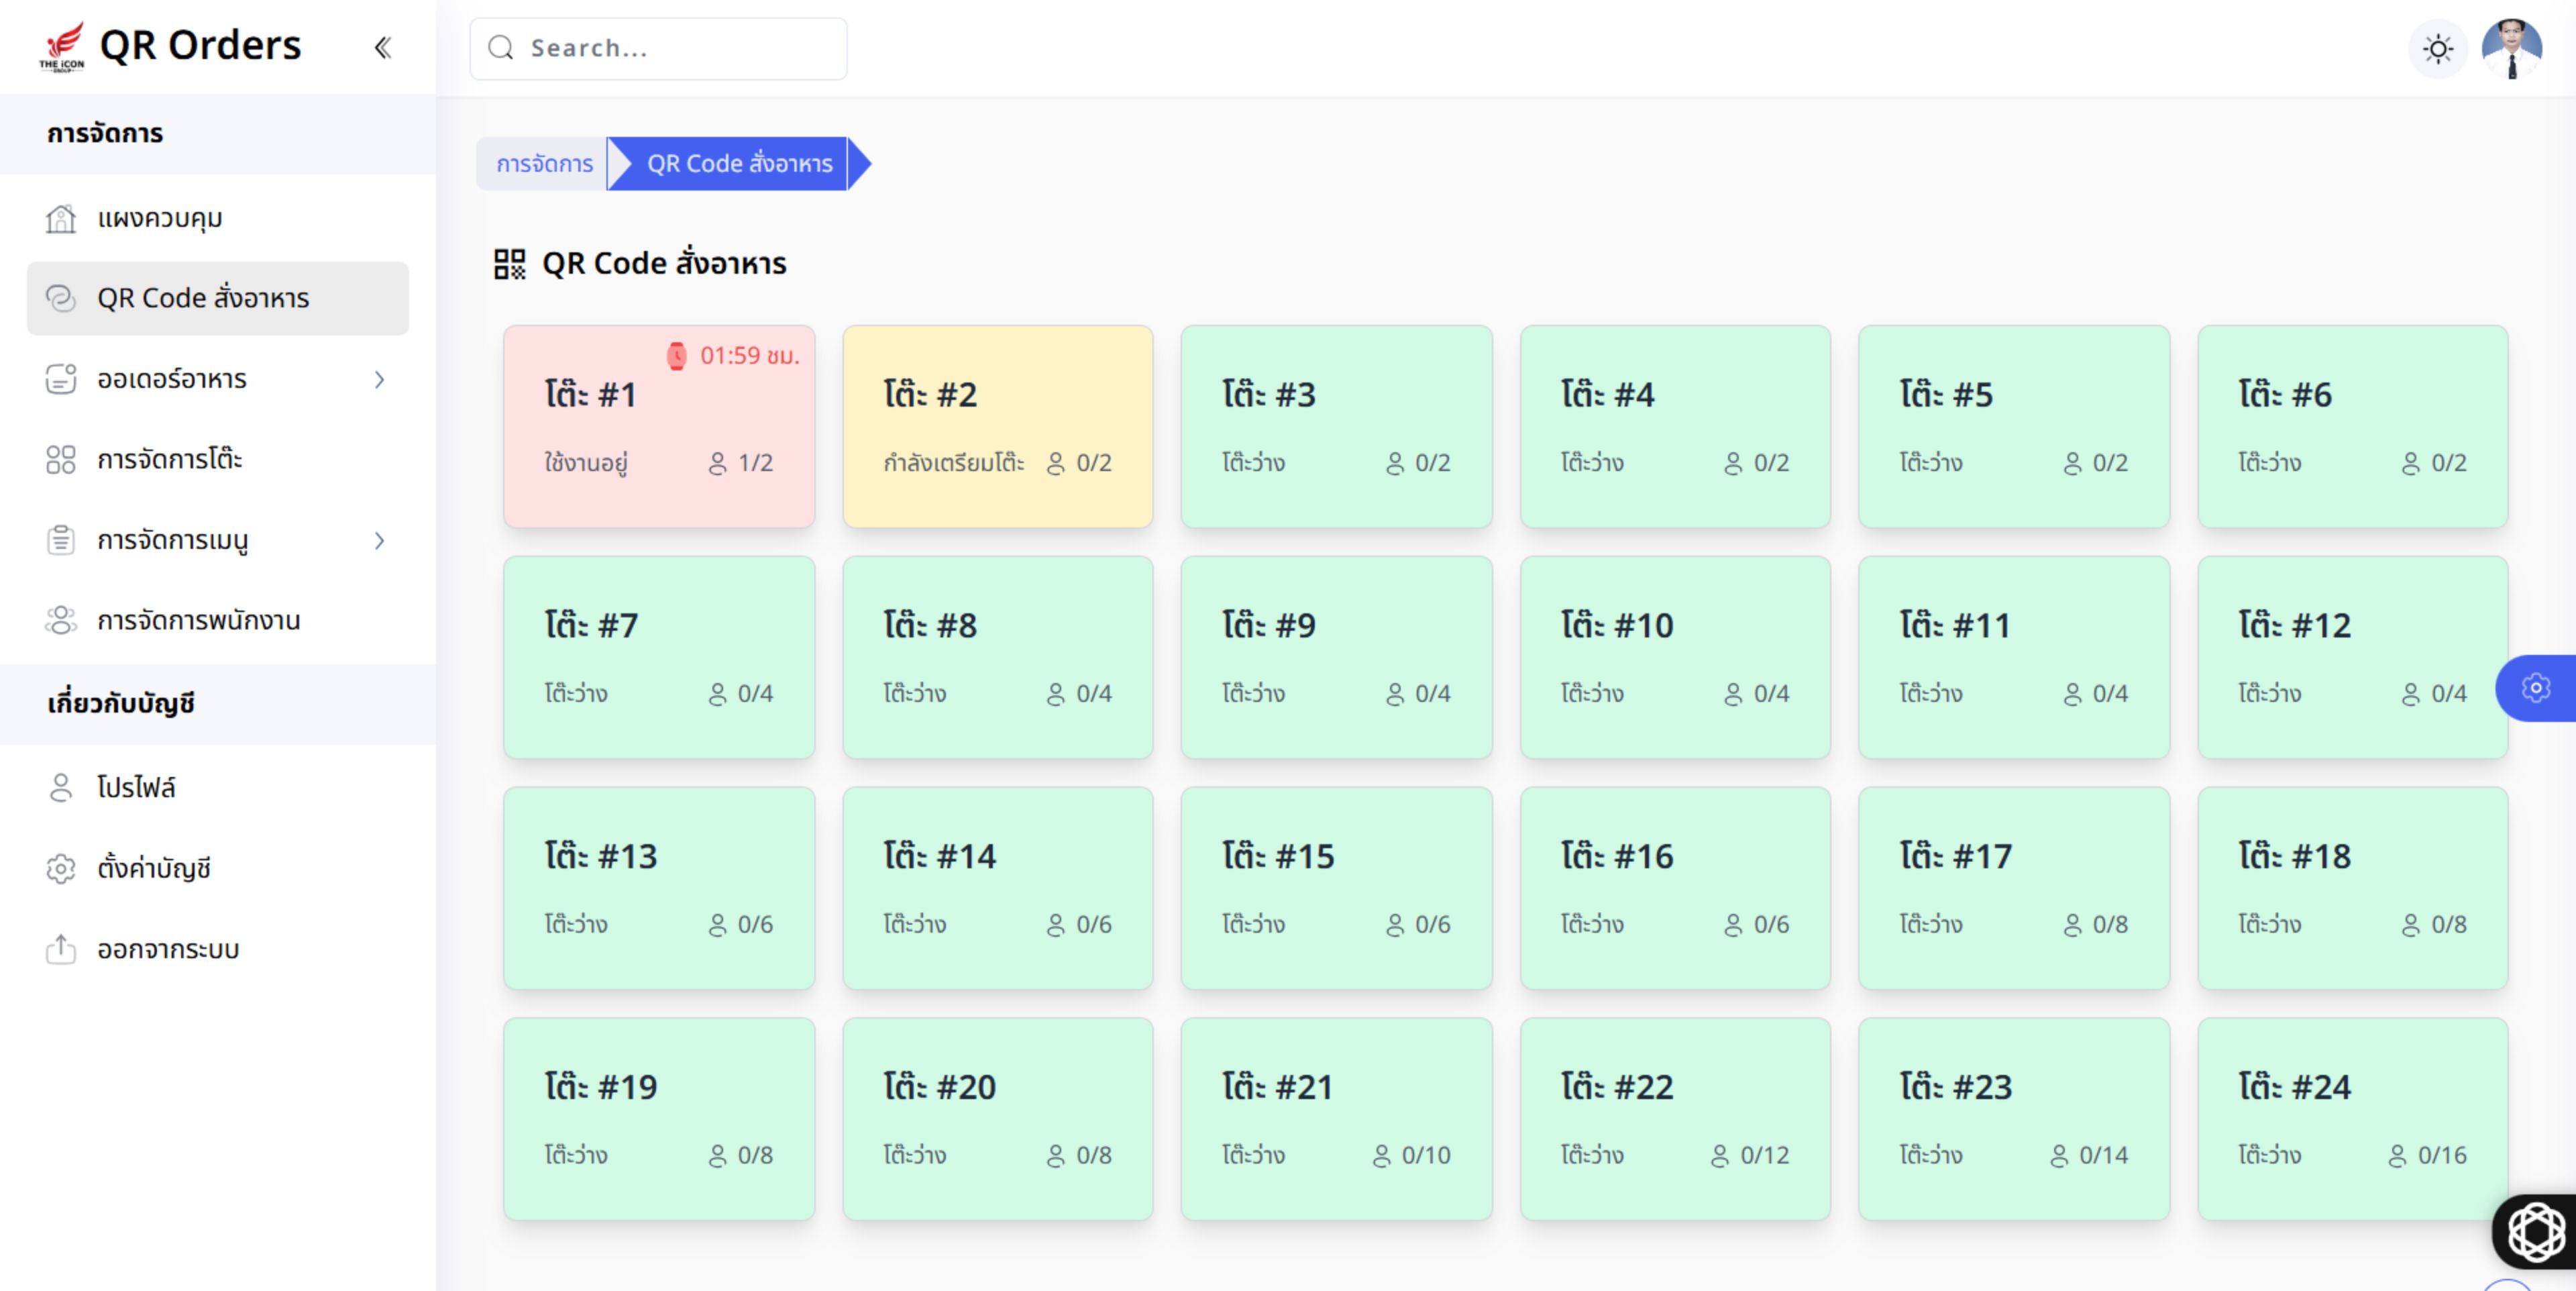 THE iCON
GROUP
QR Orders
Search...
การจัดการ
แผงควบคุม
QR Code สั่งอาหาร
ออเดอร์อาหาร
การจัดการโต๊ะ
การจัดการเมนู
การจัดการพนักงาน
เกี่ยวกับบัญชี
โปรไฟล์
ตั้งค่าบัญชี
ออกจากระบบ
การจัดการ QR Code สั่งอาหาร
QR Code สั่งอาหาร
01:59 ชม.
โต๊ะ #1
ใช้งานอยู่ 1/2
โต๊ะ #2
กำลังเตรียมโต๊ะ 0/2
โต๊ะ #3
โต๊ะว่าง 0/2
โต๊ะ #4
โต๊ะว่าง 0/2
โต๊ะ #5
โต๊ะว่าง 0/2
โต๊ะ #6
โต๊ะว่าง 0/2
โต๊ะ #7
โต๊ะว่าง 0/4
โต๊ะ #8
โต๊ะว่าง 0/4
โต๊ะ #9
โต๊ะว่าง 0/4
โต๊ะ #10
โต๊ะว่าง 0/4
โต๊ะ #11
โต๊ะว่าง 0/4
โต๊ะ #12
โต๊ะว่าง 0/4
โต๊ะ #13
โต๊ะว่าง 0/6
โต๊ะ #14
โต๊ะว่าง 0/6
โต๊ะ #15
โต๊ะว่าง 0/6
โต๊ะ #16
โต๊ะว่าง 0/6
โต๊ะ #17
โต๊ะว่าง 0/8
โต๊ะ #18
โต๊ะว่าง 0/8
โต๊ะ #19
โต๊ะว่าง 0/8
โต๊ะ #20
โต๊ะว่าง 0/8
โต๊ะ #21
โต๊ะว่าง 0/10
โต๊ะ #22
โต๊ะว่าง 0/12
โต๊ะ #23
โต๊ะว่าง 0/14
โต๊ะ #24
โต๊ะว่าง 0/16